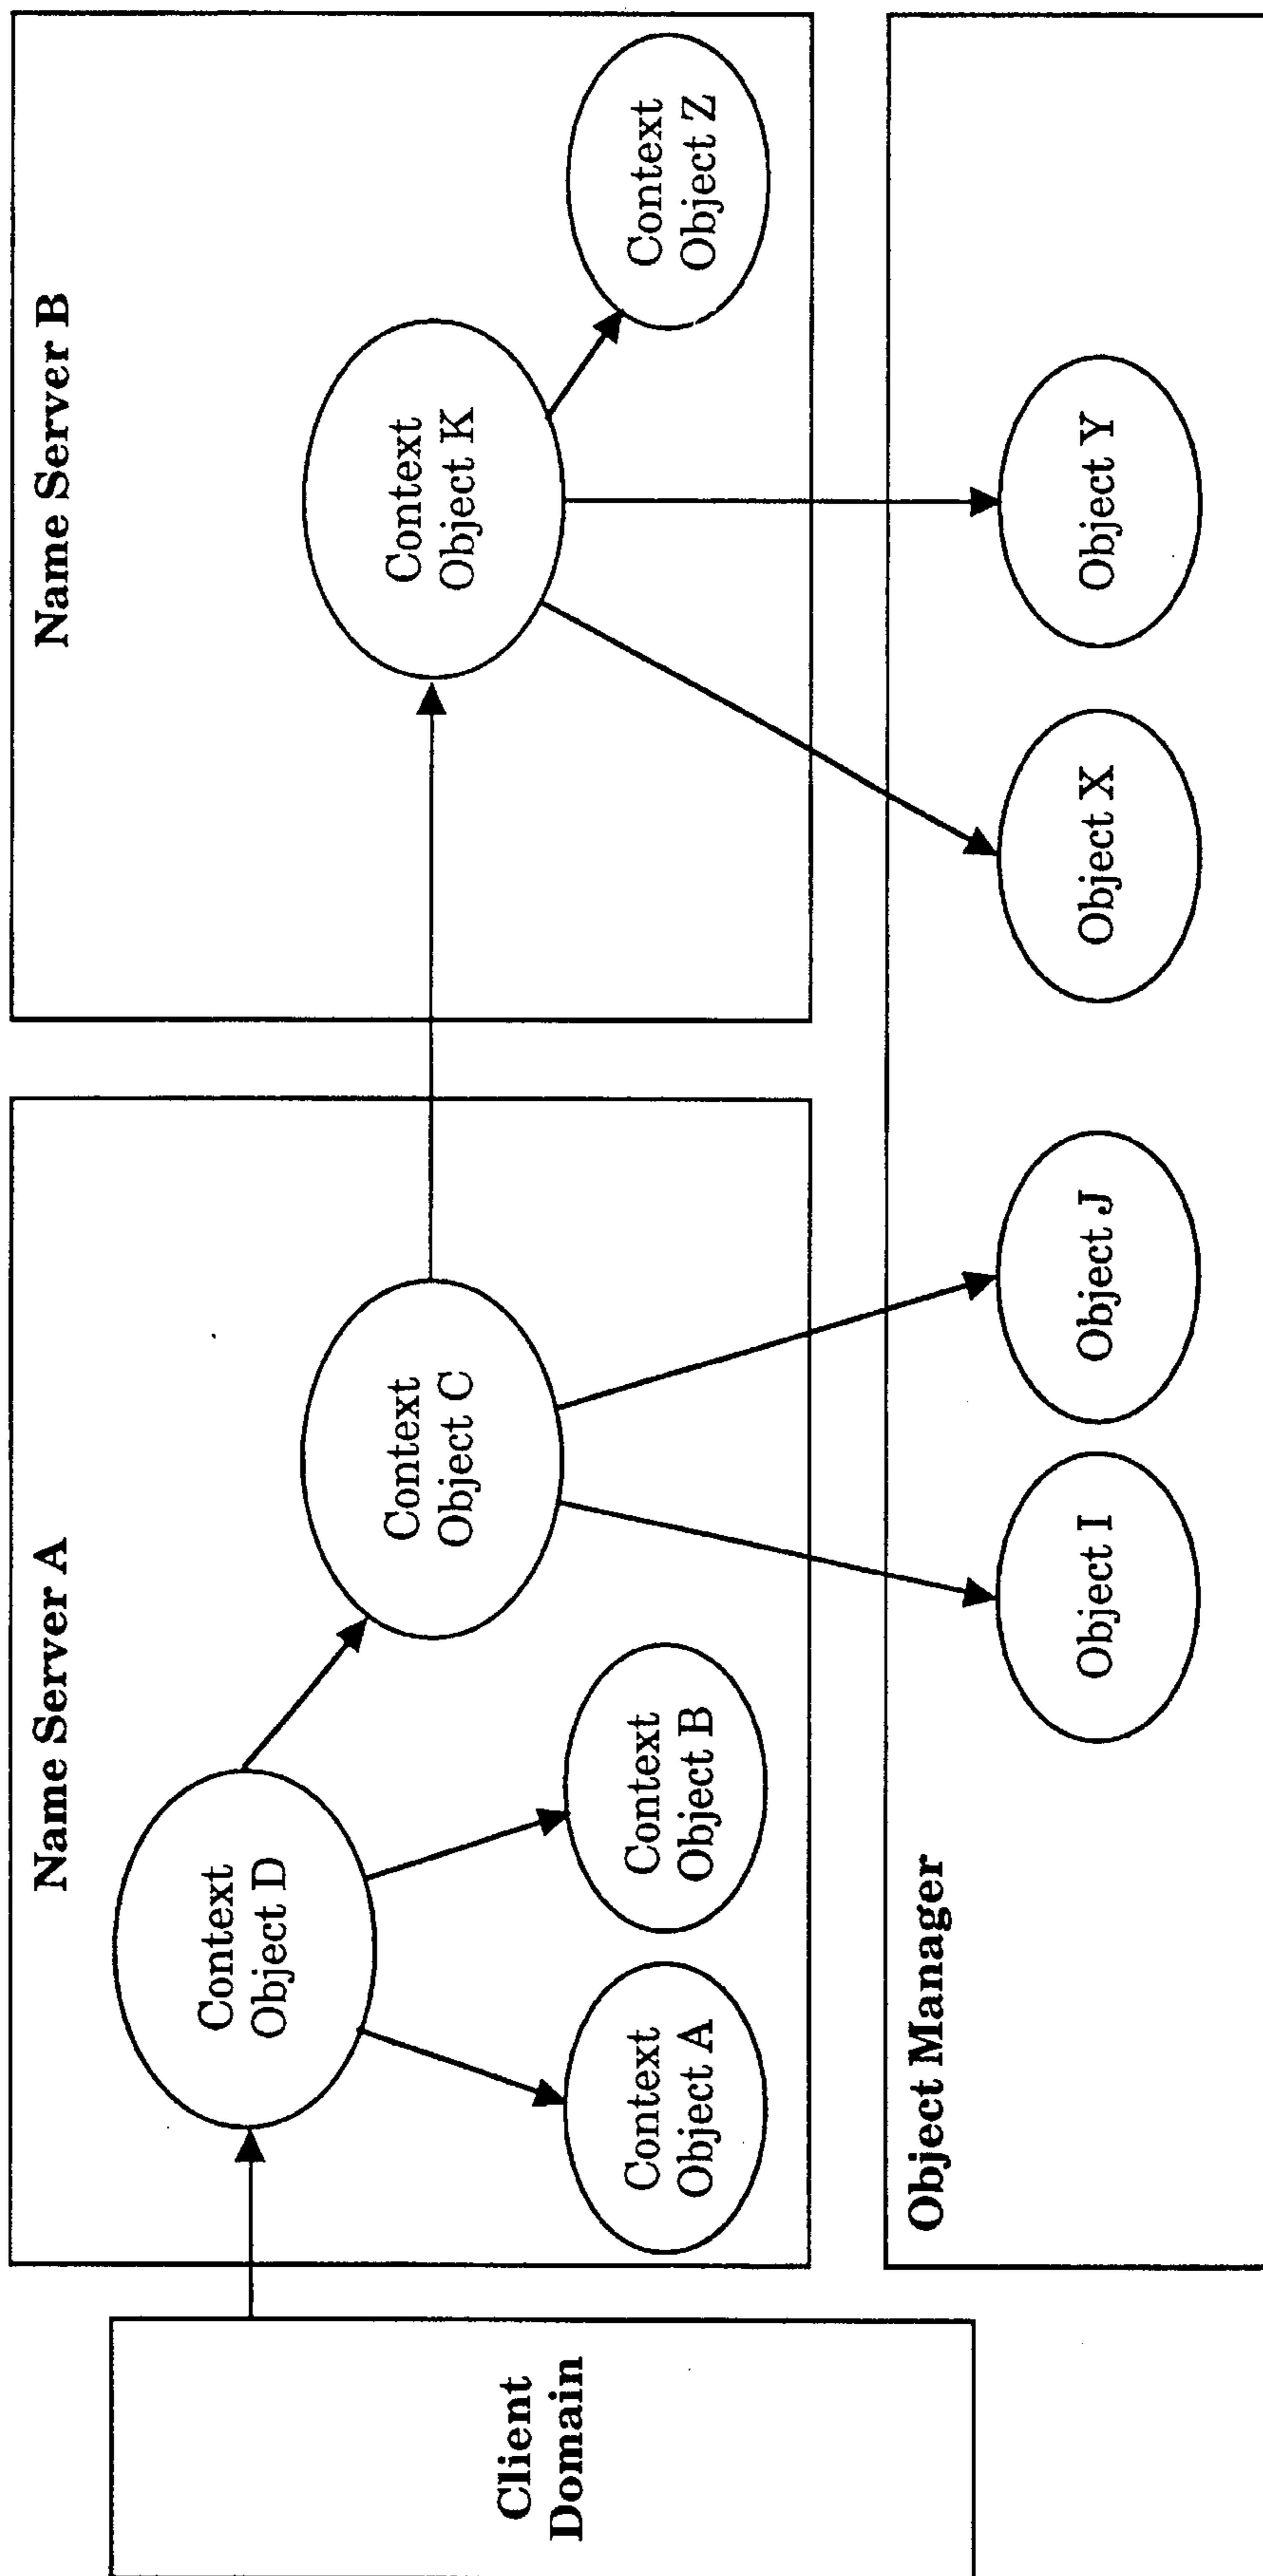 Name Server A
Name Server B
Context
Object D
Context
Object C
Context
Object K
Context
Object A
Context
Object B
Context
Object Z
Client
Domain
Object Manager
Object I
Object J
Object X
Object Y